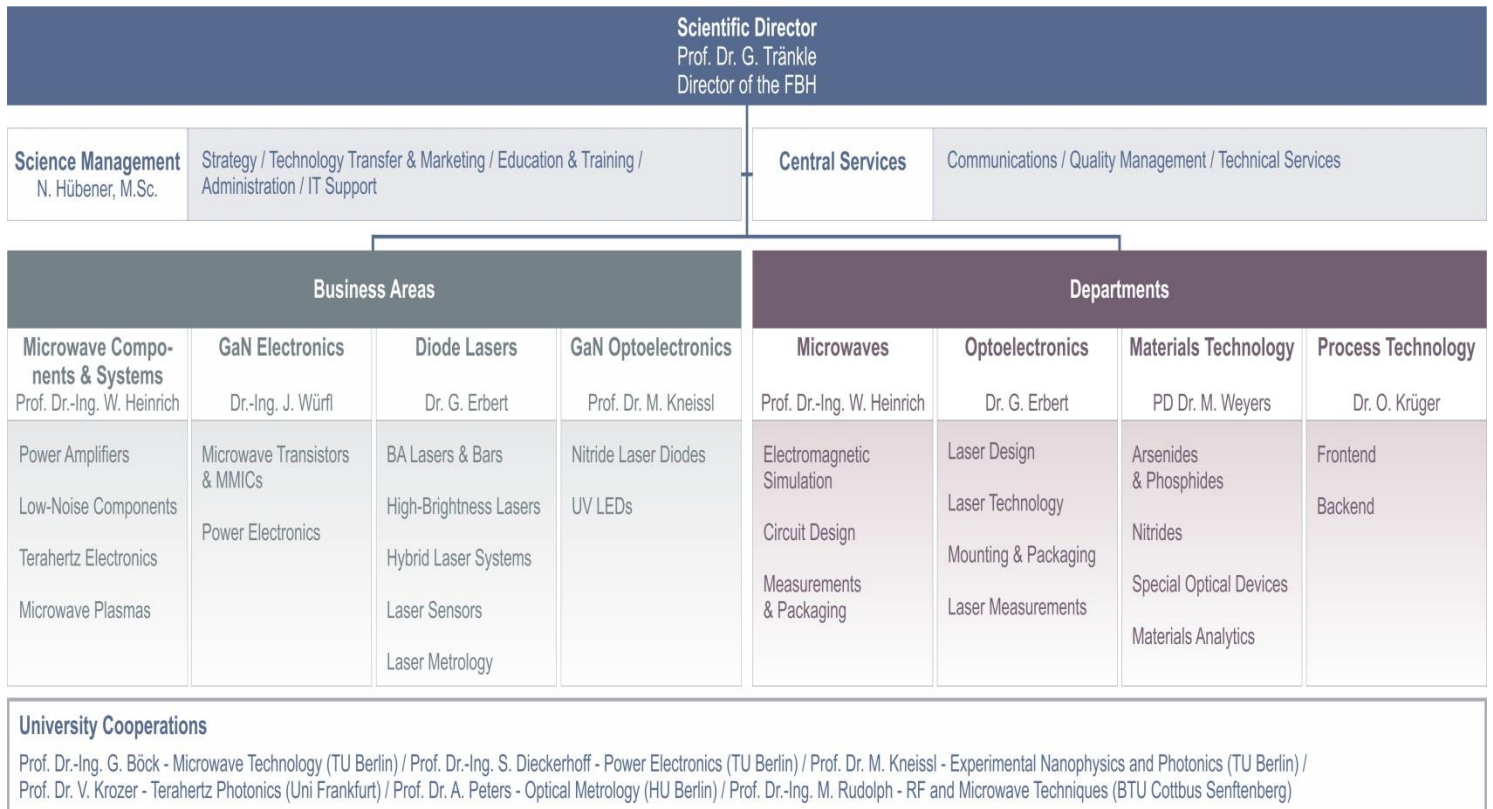 Scientific Director
Prof. Dr. G. Tränkle
Director of the FBH
Science Management
N. Hübener, M.Sc.
Strategy / Technology Transfer & Marketing / Education & Training /
Administration / IT Support
Central Services
Communications / Quality Management / Technical Services
Business Areas
Microwave Compo-
nents & Systems
Prof. Dr.-Ing. W. Heinrich
Power Amplifiers
Low-Noise Components
Terahertz Electronics
Microwave Plasmas
GaN Electronics
Dr.-Ing. J. Würfl
Microwave Transistors
& MMICs
Power Electronics
Diode Lasers
Dr. G. Erbert
BA Lasers & Bars
High-Brightness Lasers
Hybrid Laser Systems
Laser Sensors
Laser Metrology
GaN Optoelectronics
Prof. Dr. M. Kneissl
Nitride Laser Diodes
UV LEDs
Departments
Microwaves
Prof. Dr.-Ing. W. Heinrich
Electromagnetic
Simulation
Circuit Design
Measurements
& Packaging
Optoelectronics
Dr. G. Erbert
Laser Design
Laser Technology
Mounting & Packaging
Laser Measurements
Materials Technology
PD Dr. M. Weyers
Arsenides
& Phosphides
Nitrides
Special Optical Devices
Materials Analytics
Process Technology
Dr. O. Krüger
Frontend
Backend
University Cooperations
Prof. Dr.-Ing. G. Böck - Microwave Technology (TU Berlin) / Prof. Dr.-Ing. S. Dieckerhoff - Power Electronics (TU Berlin) / Prof. Dr. M. Kneissl - Experimental Nanophysics and Photonics (TU Berlin) /
Prof. Dr. V. Krozer - Terahertz Photonics (Uni Frankfurt) / Prof. Dr. A. Peters - Optical Metrology (HU Berlin) / Prof. Dr.-Ing. M. Rudolph - RF and Microwave Techniques (BTU Cottbus Senftenberg)